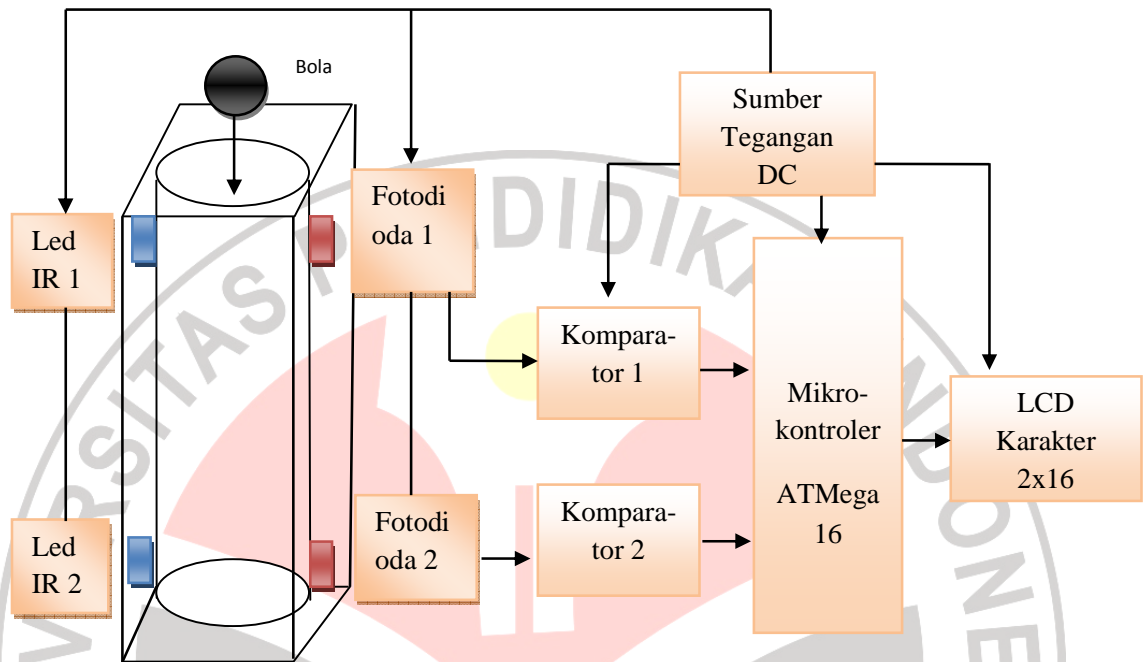 Bola
Sumber
Tegangan
DC
Led
IR 1
Fotodi
oda 1
Kompara-
tor 1
Mikro-
kontroler
ATMega
16
LCD
Karakter
2x16
Led
IR 2
Fotodi
oda 2
Kompara-
tor 2